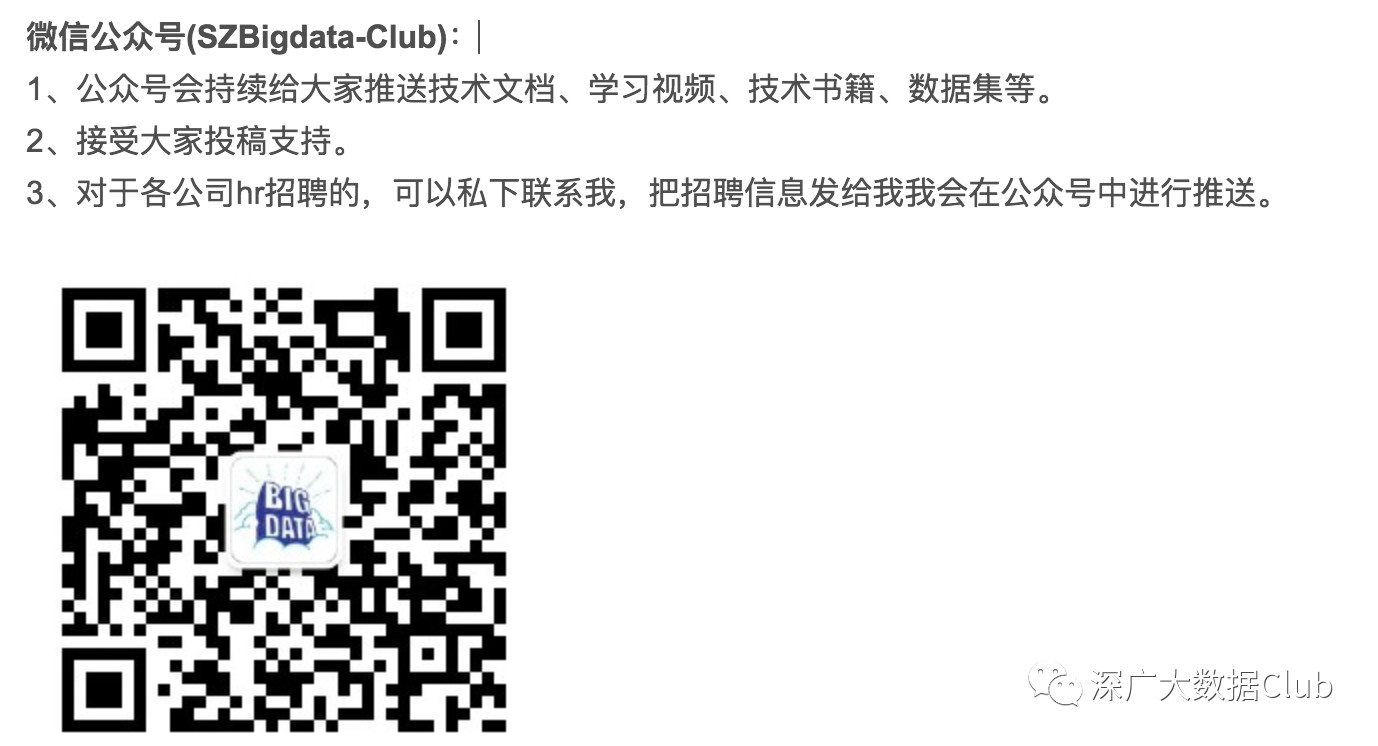 微信公众号(SZBigdata-Club)：
1、公众号会持续给大家推送技术文档、学习视频、技术书籍、数据集等。
2、接受大家投稿支持。
3、对于各公司hr招聘的，可以私下联系我，把招聘信息发给我我会在公众号中进行推送。
BIG
DATA
深广大数据Club